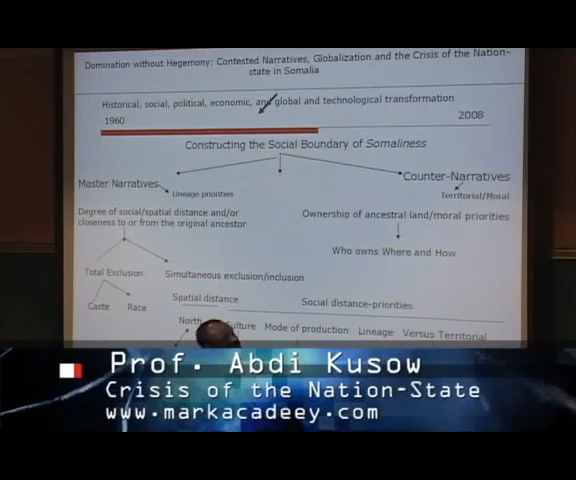 Domination without Hegemony: Contested Narratives, Globalization and the Crisis of the Nation-
state in Somalia
Historical, social, political, economic, and global and technological transformation
1960
2008
Constructing the Social Boundary of Somaliness
Master Narratives
Lineage priorities
Counter-Narratives
Territorial/Moral
Degree of social/spatial distance and/or
closeness to or from the original ancestor
Ownership of ancestral land/moral priorities
Who owns Where and How
Total Exclusion
Simultaneous exclusion/inclusion
Caste
Race
Spatial distance
Social distance-priorities
North
Mode of production
Lineage
Versus Territorial
Prof. Abdi Kusow
Crisis of the Nation-State
www.markacadeey.com